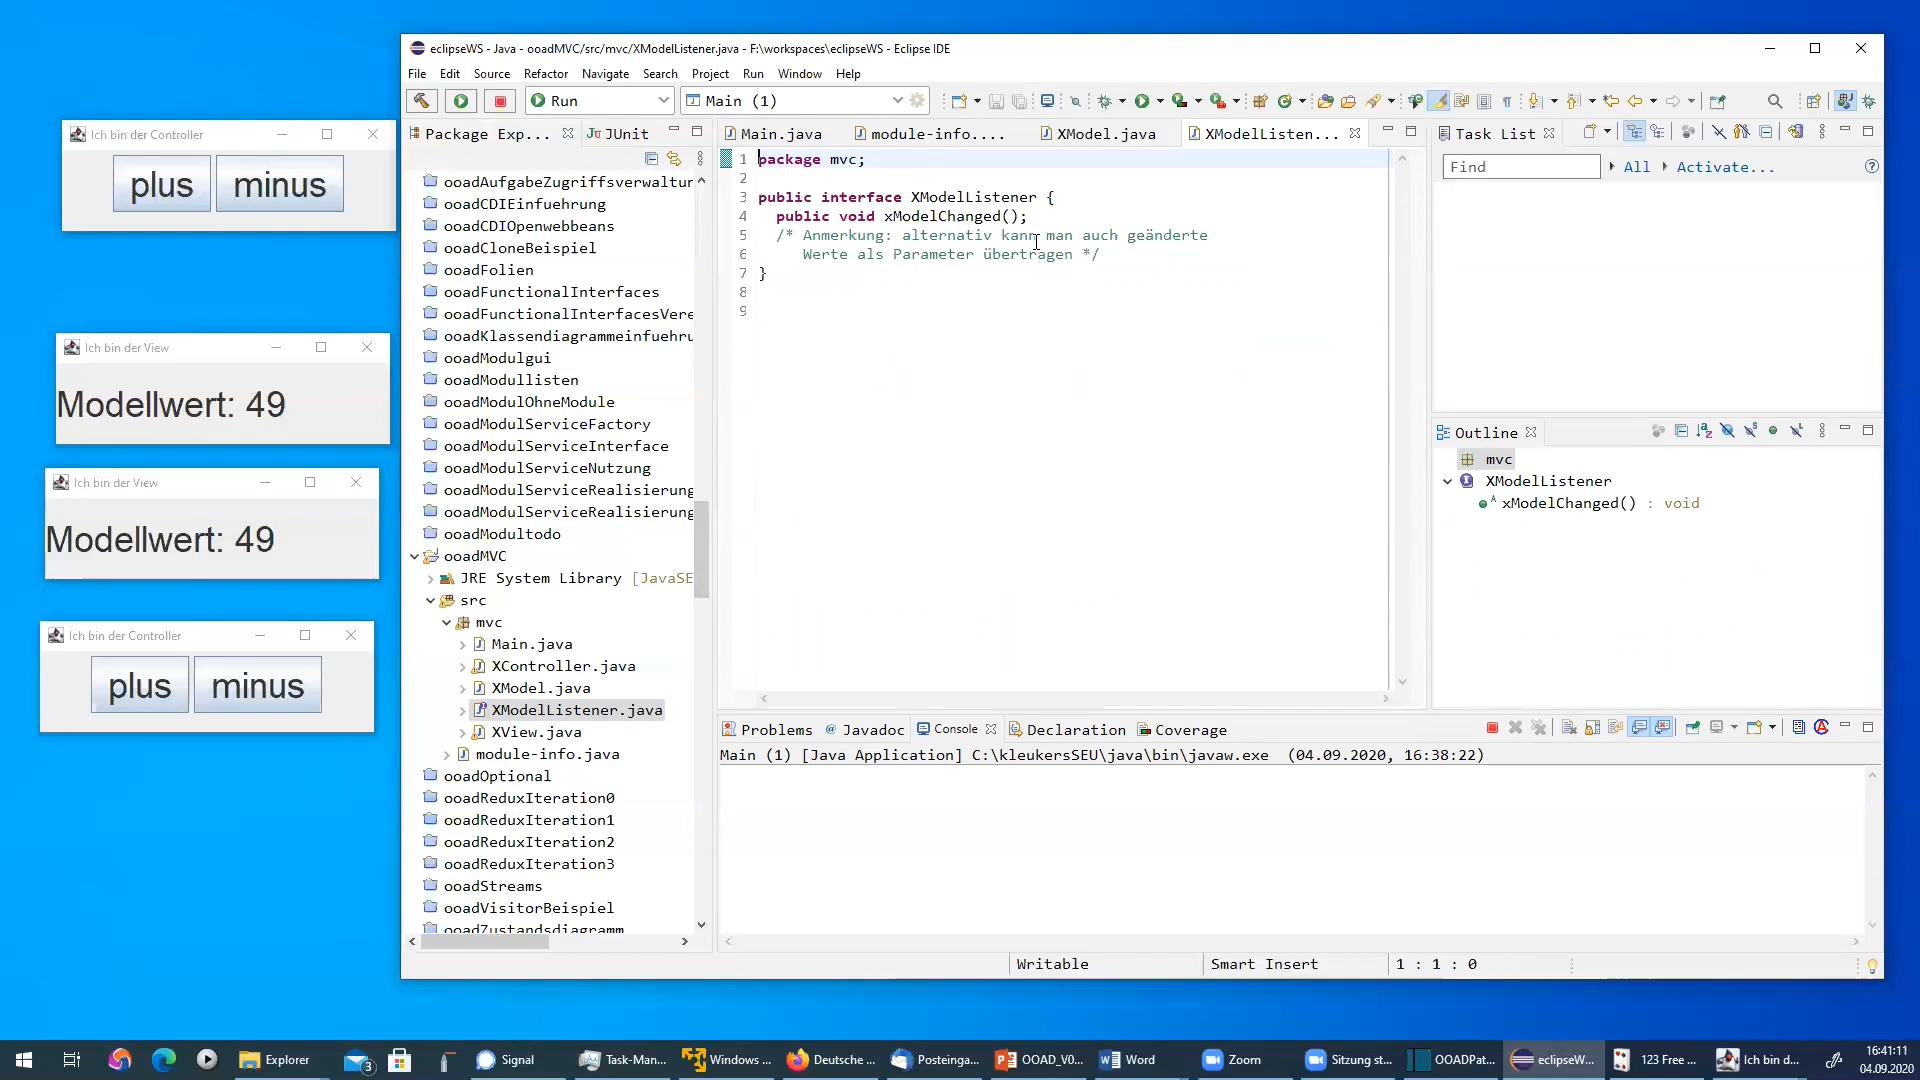 eclipseWS - Java - ooadMVC/src/mvc/XModelListener.java - F:\workspaces\eclipseWS - Eclipse IDE
File Edit Source Refactor Navigate Search Project Run Window Help
Run
Main (1)
Ich bin der Controller
plus minus
Ich bin der View
Modellwert: 49
Ich bin der View
Modellwert: 49
Ich bin der Controller
plus minus
Package Exp...
JUnit
ooadAufgabeZugriffsverwaltur
ooadCDIEinfuehrung
ooadCDIOpenwebbeans
ooadCloneBeispiel
ooadFolien
ooadFunctionalInterfaces
ooadFunctionalInterfacesVere
ooadKlassendiagrammeinfuehru
ooadModulgui
ooadModullisten
ooadModulOhneModule
ooadModulServiceFactory
ooadModulServiceInterface
ooadModulServiceNutzung
ooadModulServiceRealisierung
ooadModulServiceRealisierung
ooadModultodo
ooadMVC
JRE System Library [JavaSE
src
mvc
Main.java
XController.java
XModel.java
XModelListener.java
XView.java
module-info.java
ooadOptional
ooadReduxIteration0
ooadReduxIteration1
ooadReduxIteration2
ooadReduxIteration3
ooadStreams
ooadVisitorBeispiel
ooadZustandsdiagramm
Main.java module-info.... XModel.java XModelListen...
1 package mvc;
2
3 public interface XModelListener {
4 public void xModelChanged();
5 /* Anmerkung: alternativ kann man auch geänderte
6 Werte als Parameter übertragen */
7 }
8
9
Task List
Find All Activate...
Outline
mvc
XModelListener
xModelChanged() : void
Problems Javadoc Console Declaration Coverage
Main (1) [Java Application] C:\kleukersSEU\java\bin\javaw.exe (04.09.2020, 16:38:22)
Writable Smart Insert 1 : 1 : 0
Explorer
3
Signal
Task-Man...
Windows ...
Deutsche ...
Posteinga...
OOAD_V0...
Word
Zoom
Sitzung st...
OOADPat...
eclipseW...
123 Free ...
Ich bin d...
16:41:11
04.09.2020